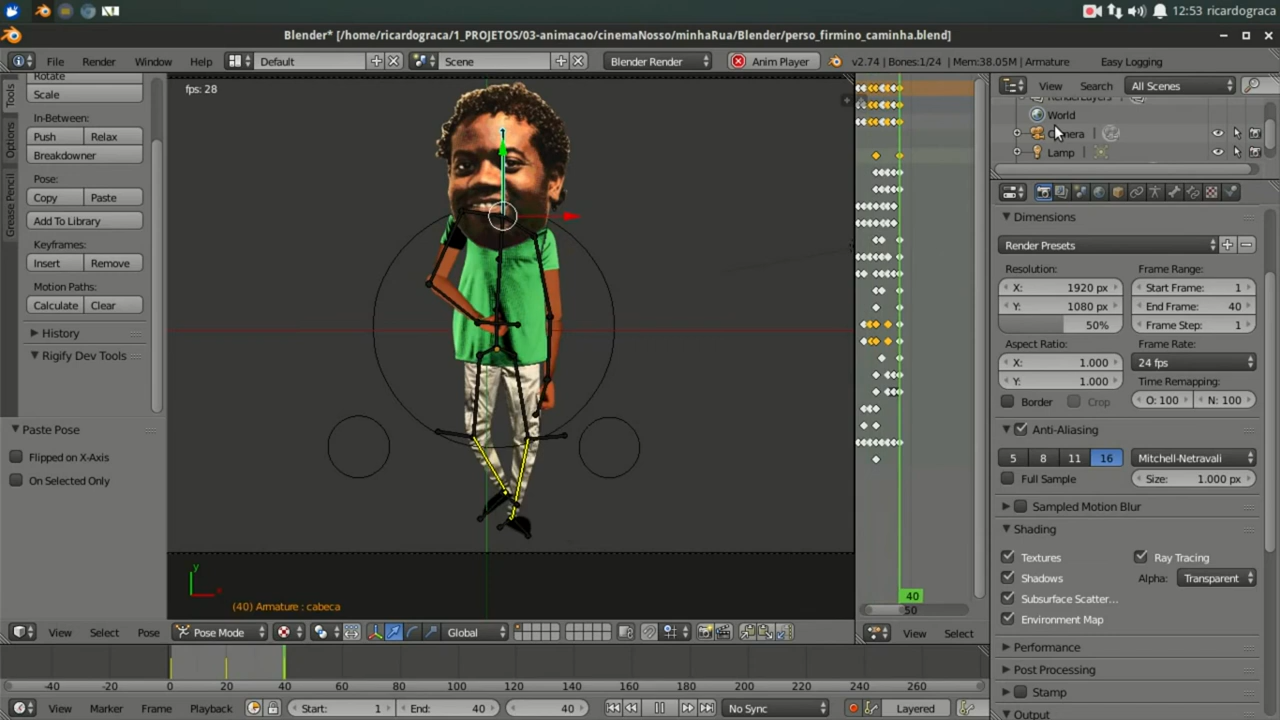 12:53 ricardograca
Blender* [/home/ricardograca/1_PROJETOS/03-animacao/cinemaNosso/minhaRua/Blender/perso_firmino_caminha.blend]
File Render Window Help Default Scene Blender Render Anim Player v2.74 | Bones:1/24 | Mem:38.05M | Armature Easy Logging
Tools
Options
Grease Pencil
Rotate
Scale
In-Between:
Push Relax
Breakdowner
Pose:
Copy Paste
Add To Library
Keyframes:
Insert Remove
Motion Paths:
Calculate Clear
History
Rigify Dev Tools
Paste Pose
Flipped on X-Axis
On Selected Only
fps: 28
y
(40) Armature : cabeca
View Select Pose Pose Mode Global
40
50
View Select
View Search All Scenes
RenderLayers
World
Camera
Lamp
Dimensions
Render Presets
Resolution: Frame Range:
X: 1920 px Start Frame: 1
Y: 1080 px End Frame: 40
50% Frame Step: 1
Aspect Ratio: Frame Rate:
X: 1.000 24 fps
Y: 1.000 Time Remapping:
Border Crop O: 100 N: 100
Anti-Aliasing
5 8 11 16 Mitchell-Netravali
Full Sample Size: 1.000 px
Sampled Motion Blur
Shading
Textures Ray Tracing
Shadows Alpha: Transparent
Subsurface Scatter...
Environment Map
Performance
Post Processing
Stamp
Output
-40 -20 0 20 40 60 80 100 120 140 160 180 200 220 240 260
View Marker Frame Playback Start: 1 End: 40 40 No Sync Layered